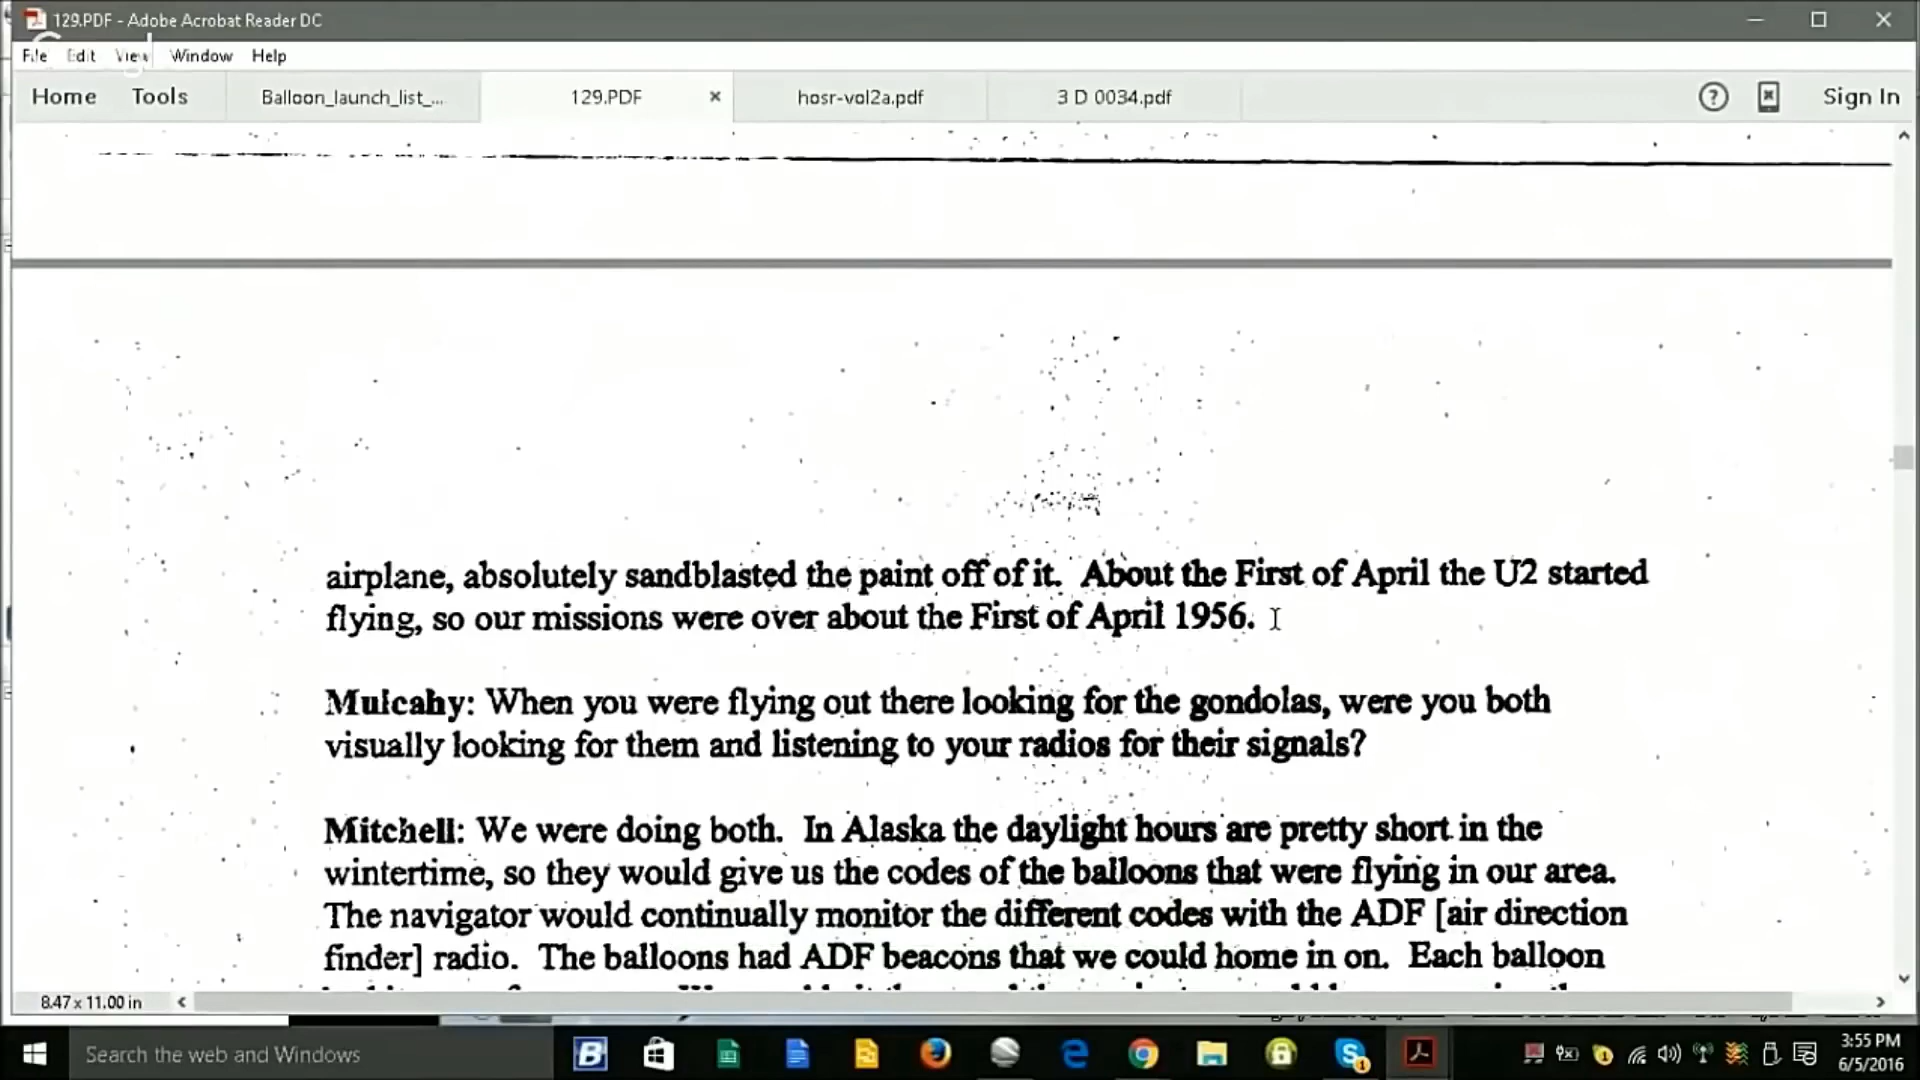 129.PDF - Adobe Acrobat Reader DC
File Edit View Window Help
Home Tools Balloon_launch_list_... 129.PDF × hosr-vol2a.pdf 3 D 0034.pdf Sign In
airplane, absolutely sandblasted the paint off of it. About the First of April the U2 started
flying, so our missions were over about the First of April 1956.
Mulcahy: When you were flying out there looking for the gondolas, were you both
visually looking for them and listening to your radios for their signals?
Mitchell: We were doing both. In Alaska the daylight hours are pretty short in the
wintertime, so they would give us the codes of the balloons that were flying in our area.
The navigator would continually monitor the different codes with the ADF [air direction
finder] radio. The balloons had ADF beacons that we could home in on. Each balloon
8.47 x 11.00 in
Search the web and Windows
3:55 PM
6/5/2016